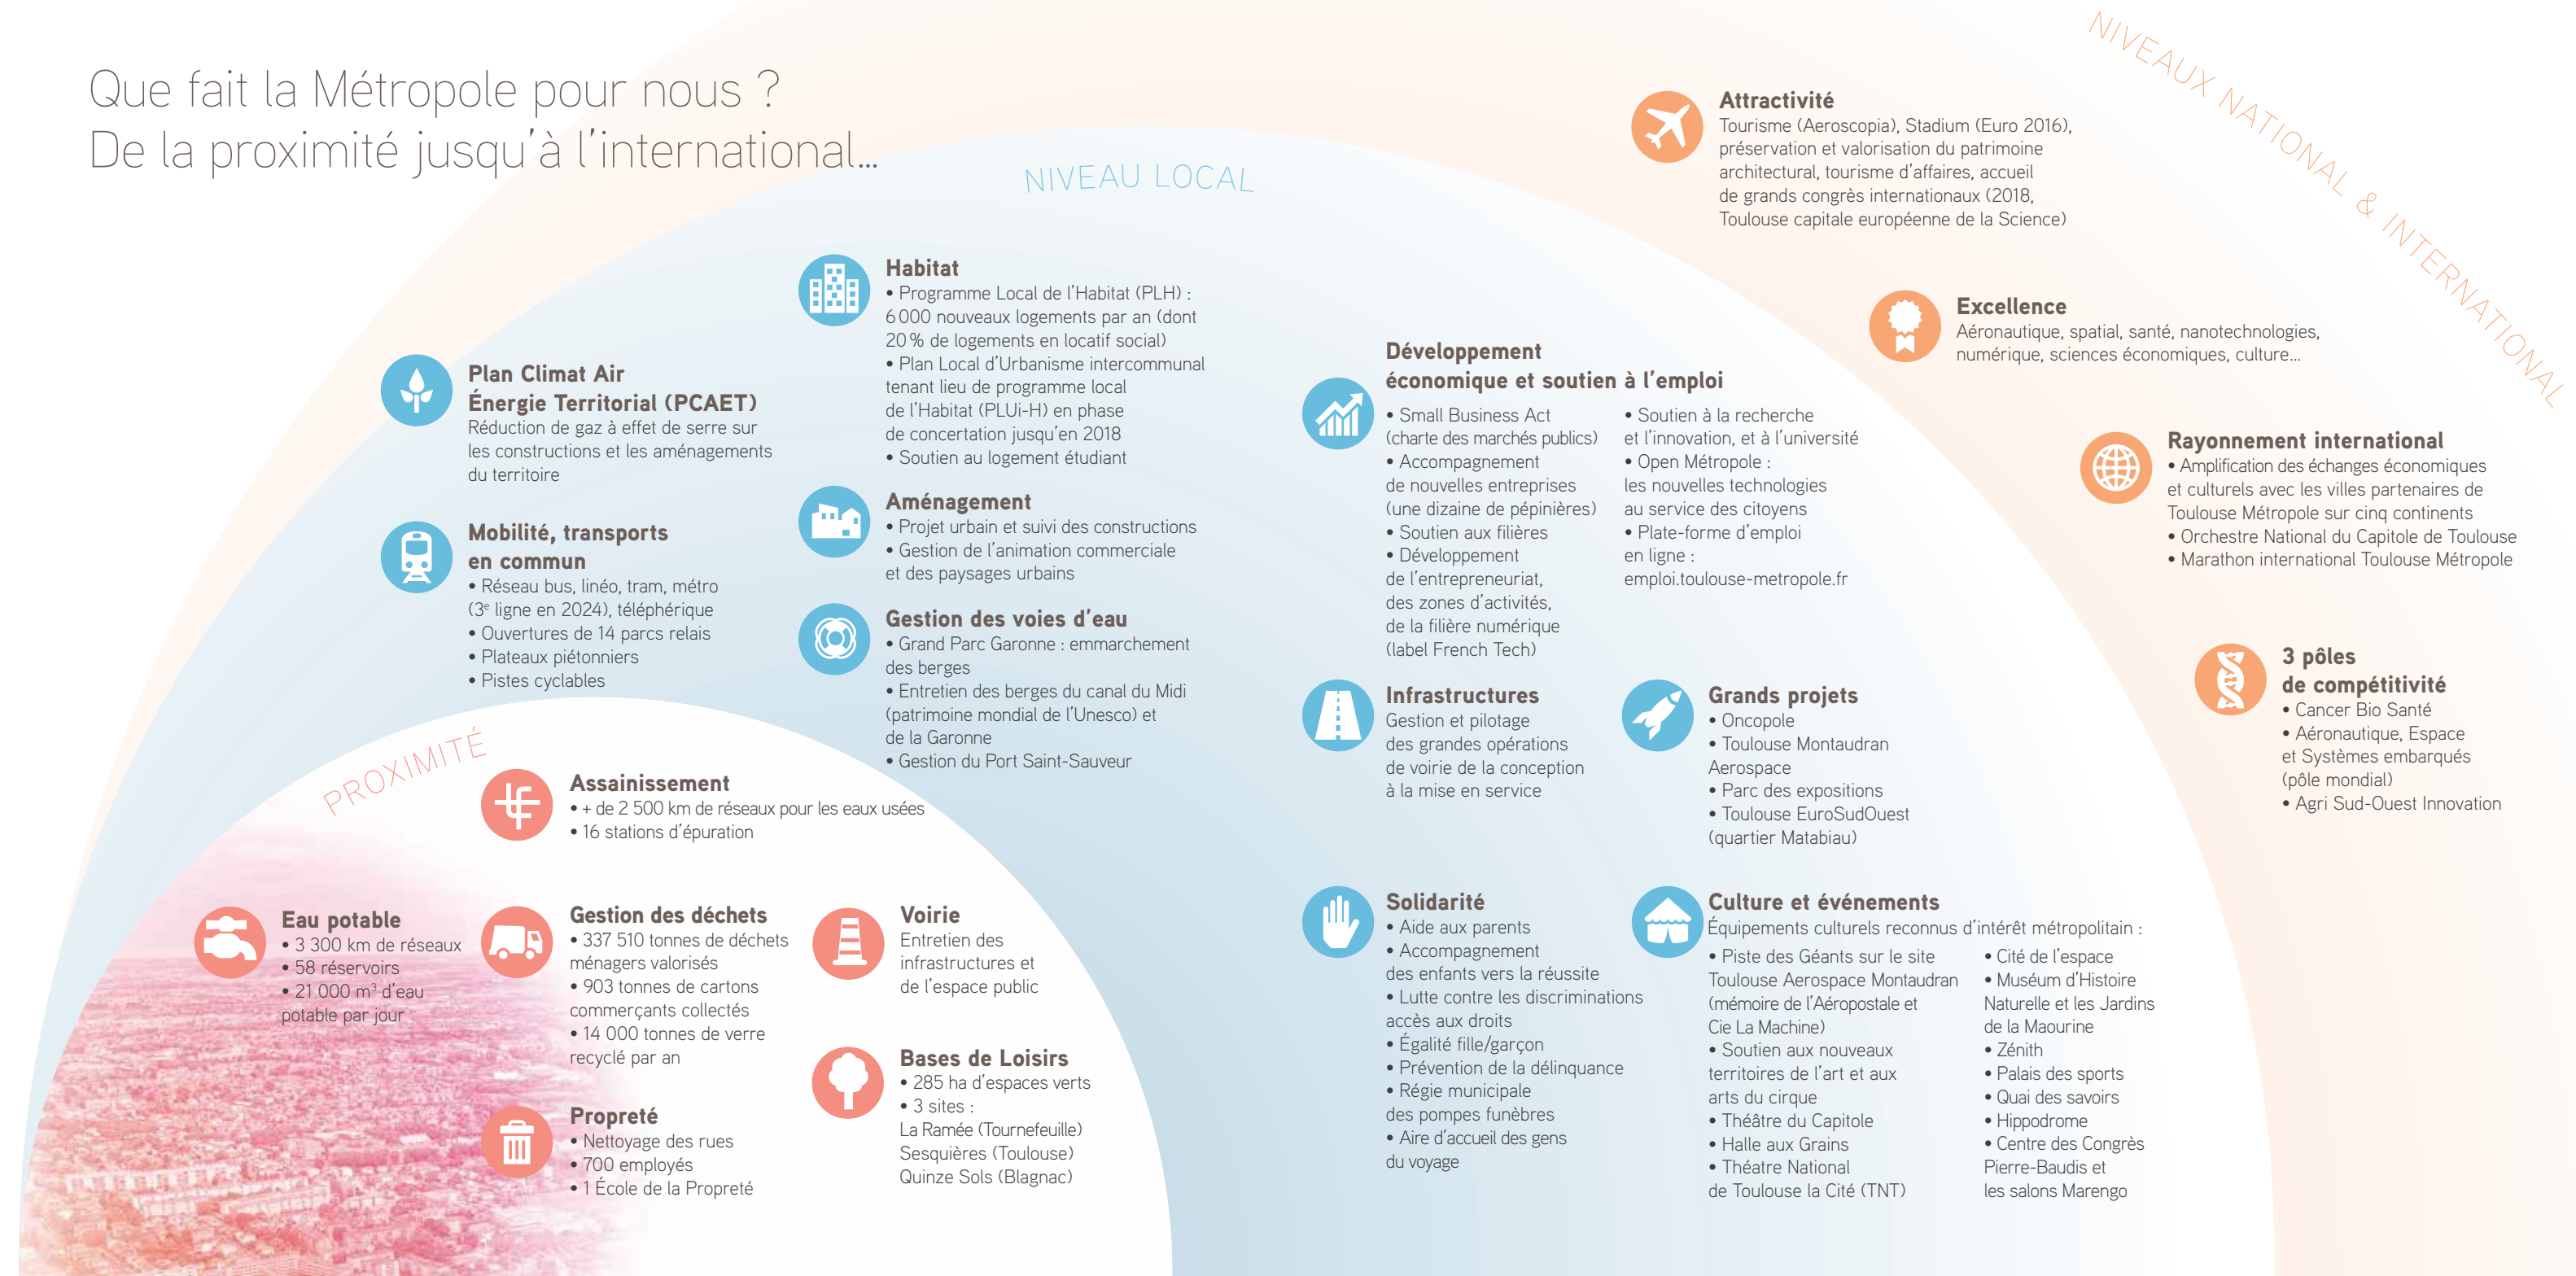 Que fait la Métropole pour nous ?
De la proximité jusqu'à l'international...
NIVEAU LOCAL
NIVEAUX NATIONAL & INTERNATIONAL
PROXIMITÉ
Plan Climat Air
Énergie Territorial (PCAET)
Réduction de gaz à effet de serre sur
les constructions et les aménagements
du territoire
Mobilité, transports
en commun
• Réseau bus, linéo, tram, métro
(3e ligne en 2024), téléphérique
• Ouvertures de 14 parcs relais
• Plateaux piétonniers
• Pistes cyclables
Habitat
• Programme Local de l'Habitat (PLH) :
6 000 nouveaux logements par an (dont
20 % de logements en locatif social)
• Plan Local d'Urbanisme intercommunal
tenant lieu de programme local
de l'Habitat (PLUi-H) en phase
de concertation jusqu'en 2018
• Soutien au logement étudiant
Aménagement
• Projet urbain et suivi des constructions
• Gestion de l'animation commerciale
et des paysages urbains
Gestion des voies d'eau
• Grand Parc Garonne : emmarchement
des berges
• Entretien des berges du canal du Midi
(patrimoine mondial de l'Unesco) et
de la Garonne
• Gestion du Port Saint-Sauveur
Développement
économique et soutien à l'emploi
• Small Business Act
(charte des marchés publics)
• Accompagnement
de nouvelles entreprises
(une dizaine de pépinières)
• Soutien aux filières
• Développement
de l'entrepreneuriat,
des zones d'activités,
de la filière numérique
(label French Tech)
• Soutien à la recherche
et l'innovation, et à l'université
• Open Métropole :
les nouvelles technologies
au service des citoyens
• Plate-forme d'emploi
en ligne :
emploi.toulouse-metropole.fr
Infrastructures
Gestion et pilotage
des grandes opérations
de voirie de la conception
à la mise en service
Grands projets
• Oncopole
• Toulouse Montaudran
Aerospace
• Parc des expositions
• Toulouse EuroSudOuest
(quartier Matabiau)
Solidarité
• Aide aux parents
• Accompagnement
des enfants vers la réussite
• Lutte contre les discriminations
accès aux droits
• Égalité fille/garçon
• Prévention de la délinquance
• Régie municipale
des pompes funèbres
• Aire d'accueil des gens
du voyage
Culture et événements
Équipements culturels reconnus d'intérêt métropolitain :
• Piste des Géants sur le site
Toulouse Aerospace Montaudran
(mémoire de l'Aéropostale et
Cie La Machine)
• Soutien aux nouveaux
territoires de l'art et aux
arts du cirque
• Théâtre du Capitole
• Halle aux Grains
• Théatre National
de Toulouse la Cité (TNT)
• Cité de l'espace
• Muséum d'Histoire
Naturelle et les Jardins
de la Maourine
• Zénith
• Palais des sports
• Quai des savoirs
• Hippodrome
• Centre des Congrès
Pierre-Baudis et
les salons Marengo
Attractivité
Tourisme (Aeroscopia), Stadium (Euro 2016),
préservation et valorisation du patrimoine
architectural, tourisme d'affaires, accueil
de grands congrès internationaux (2018,
Toulouse capitale européenne de la Science)
Excellence
Aéronautique, spatial, santé, nanotechnologies,
numérique, sciences économiques, culture...
Rayonnement international
• Amplification des échanges économiques
et culturels avec les villes partenaires de
Toulouse Métropole sur cinq continents
• Orchestre National du Capitole de Toulouse
• Marathon international Toulouse Métropole
3 pôles
de compétitivité
• Cancer Bio Santé
• Aéronautique, Espace
et Systèmes embarqués
(pôle mondial)
• Agri Sud-Ouest Innovation
Assainissement
• + de 2 500 km de réseaux pour les eaux usées
• 16 stations d'épuration
Eau potable
• 3 300 km de réseaux
• 58 réservoirs
• 21 000 m³ d'eau
potable par jour
Gestion des déchets
• 337 510 tonnes de déchets
ménagers valorisés
• 903 tonnes de cartons
commerçants collectés
• 14 000 tonnes de verre
recyclé par an
Propreté
• Nettoyage des rues
• 700 employés
• 1 École de la Propreté
Voirie
Entretien des
infrastructures et
de l'espace public
Bases de Loisirs
• 285 ha d'espaces verts
• 3 sites :
La Ramée (Tournefeuille)
Sesquières (Toulouse)
Quinze Sols (Blagnac)